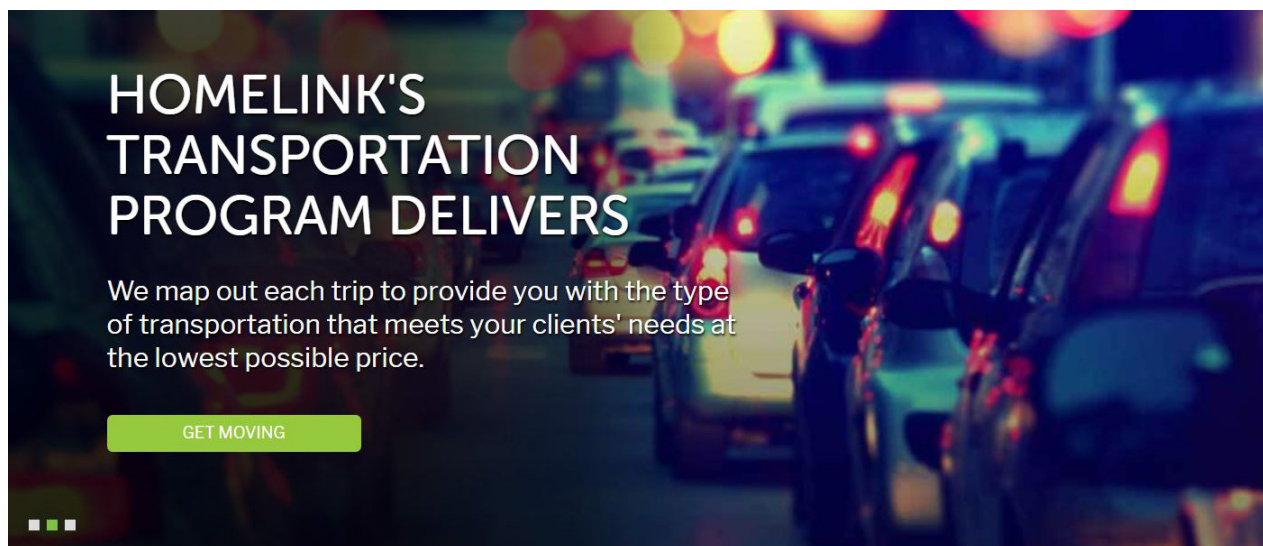 HOMELINK'S
TRANSPORTATION
PROGRAM DELIVERS
We map out each trip to provide you with the type
of transportation that meets your clients' needs at
the lowest possible price.
GET MOVING